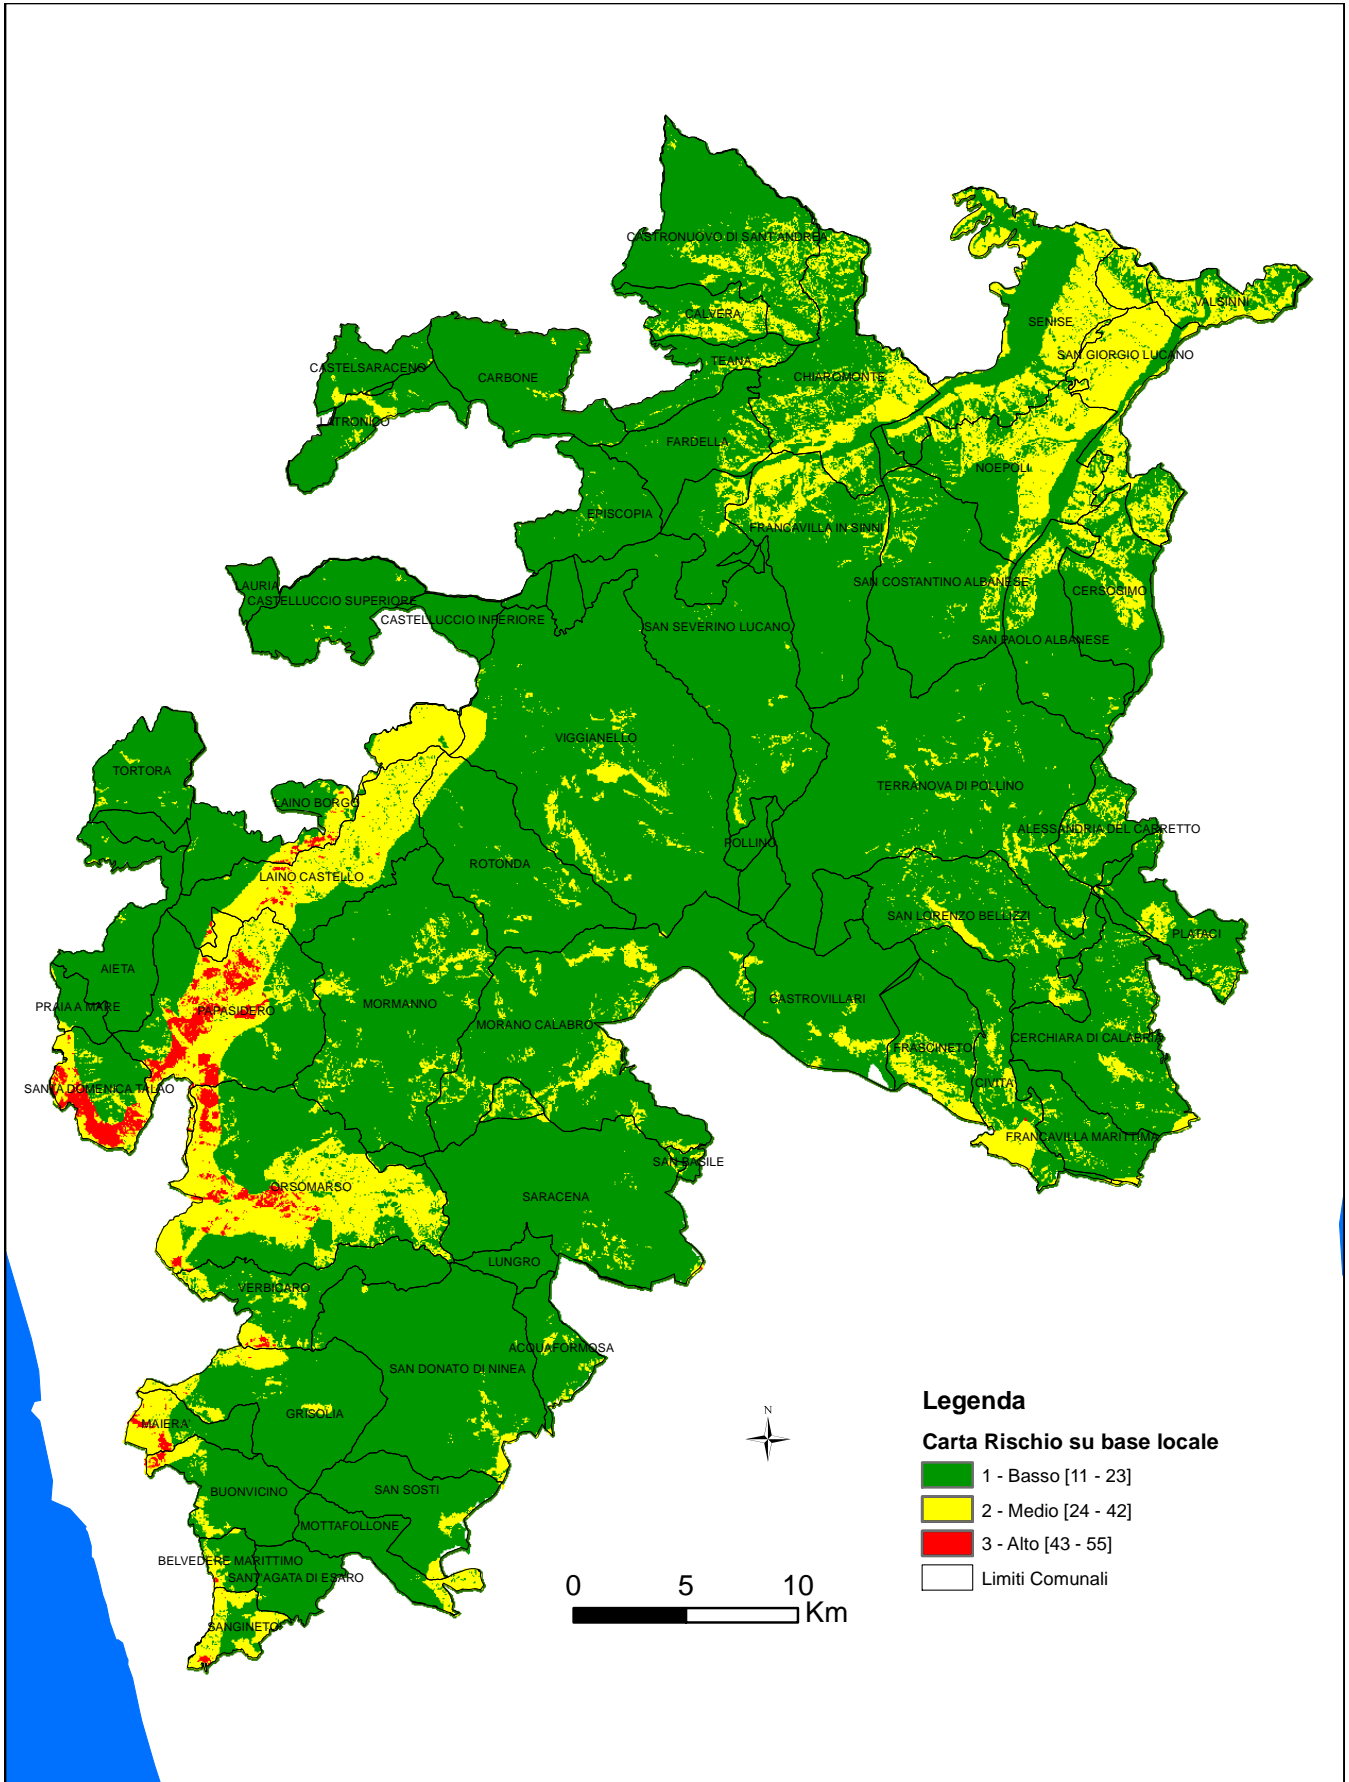 CASTRONUOVO DI SANT'ANDREA
VALSINNI
CALVERA
SENISE
SAN GIORGIO LUCANO
TEANA
CASTELSARACENO
CARBONE
CHIAROMONTE
LATRONICO
FARDELLA
NOEPOLI
EPISCOPIA
FRANCAVILLA IN SINNI
LAURIA
SAN COSTANTINO ALBANESE
CERSOSIMO
CASTELLUCCIO SUPERIORE
CASTELLUCCIO INFERIORE
SAN SEVERINO LUCANO
SAN PAOLO ALBANESE
VIGGIANELLO
TORTORA
TERRANOVA DI POLLINO
LAINO BORGO
ALESSANDRIA DEL CARRETTO
POLLINO
ROTONDA
LAINO CASTELLO
SAN LORENZO BELLIZZI
PLATACI
AIETA
PRAIA A MARE
PAPASIDERO
MORMANNO
CASTROVILLARI
MORANO CALABRO
CERCHIARA DI CALABRIA
FRASCINETO
SANTA DOMENICA TALAO
CIVITA
FRANCAVILLA MARITTIMA
SAN BASILE
ORSOMARSO
SARACENA
LUNGRO
VERBICARO
ACQUAFORMOSA
SAN DONATO DI NINEA
GRISOLIA
MAIERA'
BUONVICINO
SAN SOSTI
MOTTAFOLLONE
BELVEDERE MARITTIMO
SANT'AGATA DI ESARO
SANGINETO
N
0 5 10
Km
Legenda
Carta Rischio su base locale
1 - Basso [11 - 23]
2 - Medio [24 - 42]
3 - Alto [43 - 55]
Limiti Comunali